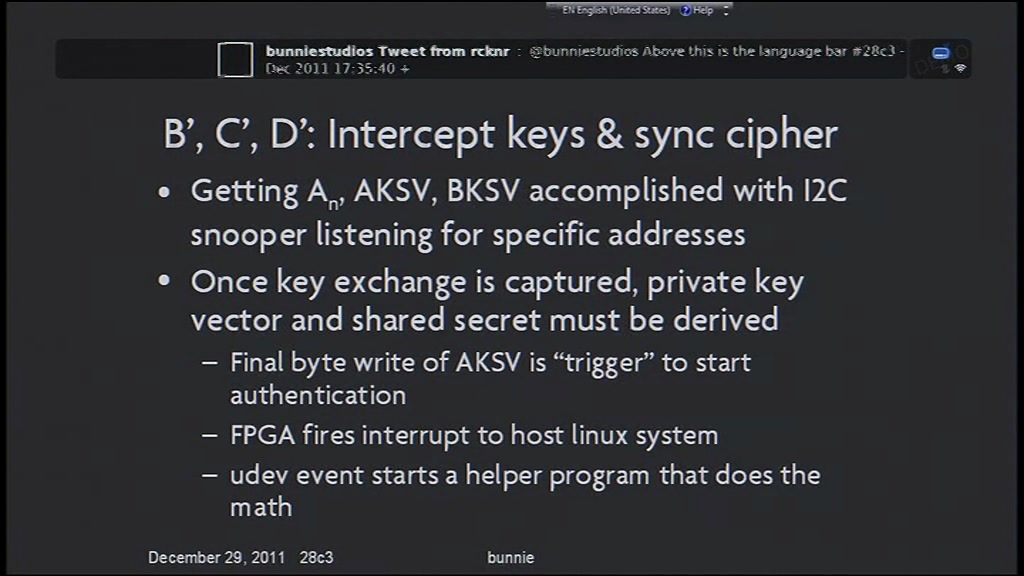 EN English (United States) Help
bunniestudios Tweet from rcknr : @bunniestudios Above this is the language bar #28c3 -
Dec 2011 17:35:40 +
B’, C’, D’: Intercept keys & sync cipher
• Getting An, AKSV, BKSV accomplished with I2C
snooper listening for specific addresses
• Once key exchange is captured, private key
vector and shared secret must be derived
– Final byte write of AKSV is “trigger” to start
authentication
– FPGA fires interrupt to host linux system
– udev event starts a helper program that does the
math
December 29, 2011 28c3 bunnie